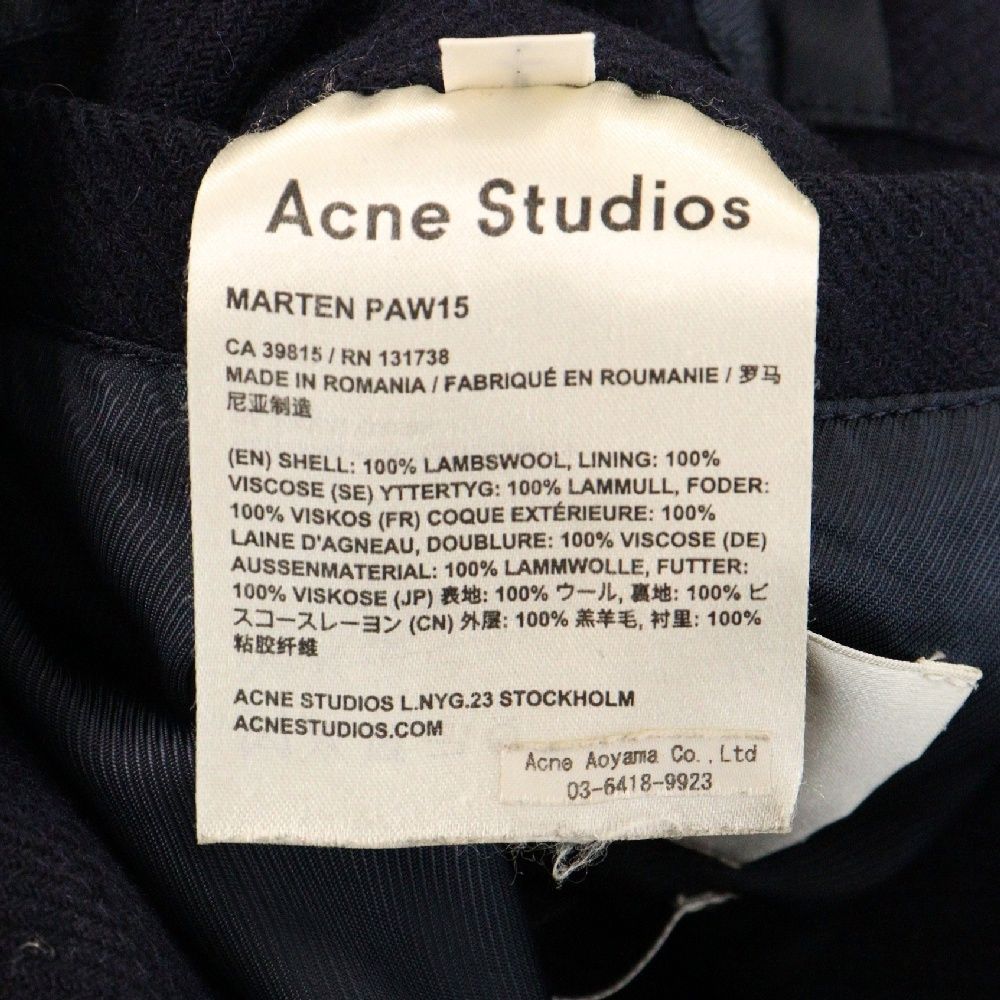 Acne Studios
MARTEN PAW15
CA 39815 / RN 131738
MADE IN ROMANIA / FABRIQUÉ EN ROUMANIE / 罗马
尼亚制造
(EN) SHELL: 100% LAMBSWOOL, LINING: 100%
VISCOSE (SE) YTTERTYG: 100% LAMMULL, FODER:
100% VISKOS (FR) COQUE EXTÉRIEURE: 100%
LAINE D'AGNEAU, DOUBLURE: 100% VISCOSE (DE)
AUSSENMATERIAL: 100% LAMMWOLLE, FUTTER:
100% VISKOSE (JP) 表地: 100% ウール, 裏地: 100% ビ
スコースレーヨン (CN) 外层: 100% 羔羊毛, 衬里: 100%
粘胶纤维
ACNE STUDIOS L.NYG.23 STOCKHOLM
ACNESTUDIOS.COM
Acne Aoyama Co.,Ltd
03-6418-9923